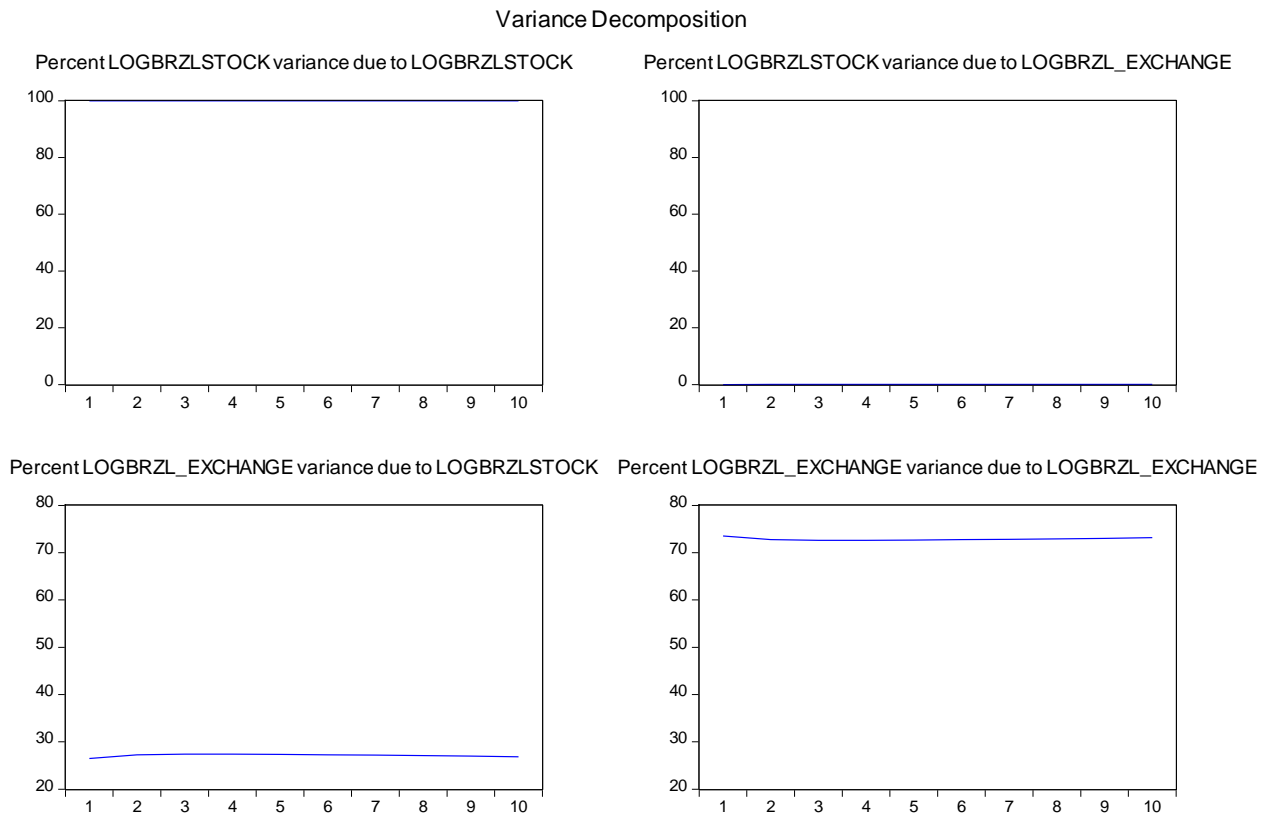 Variance Decomposition
Percent LOGBRZLSTOCK variance due to LOGBRZLSTOCK
100
80
60
40
20
0
1 2 3 4 5 6 7 8 9 10
Percent LOGBRZLSTOCK variance due to LOGBRZL_EXCHANGE
100
80
60
40
20
0
1 2 3 4 5 6 7 8 9 10
Percent LOGBRZL_EXCHANGE variance due to LOGBRZLSTOCK
80
70
60
50
40
30
20
1 2 3 4 5 6 7 8 9 10
Percent LOGBRZL_EXCHANGE variance due to LOGBRZL_EXCHANGE
80
70
60
50
40
30
20
1 2 3 4 5 6 7 8 9 10